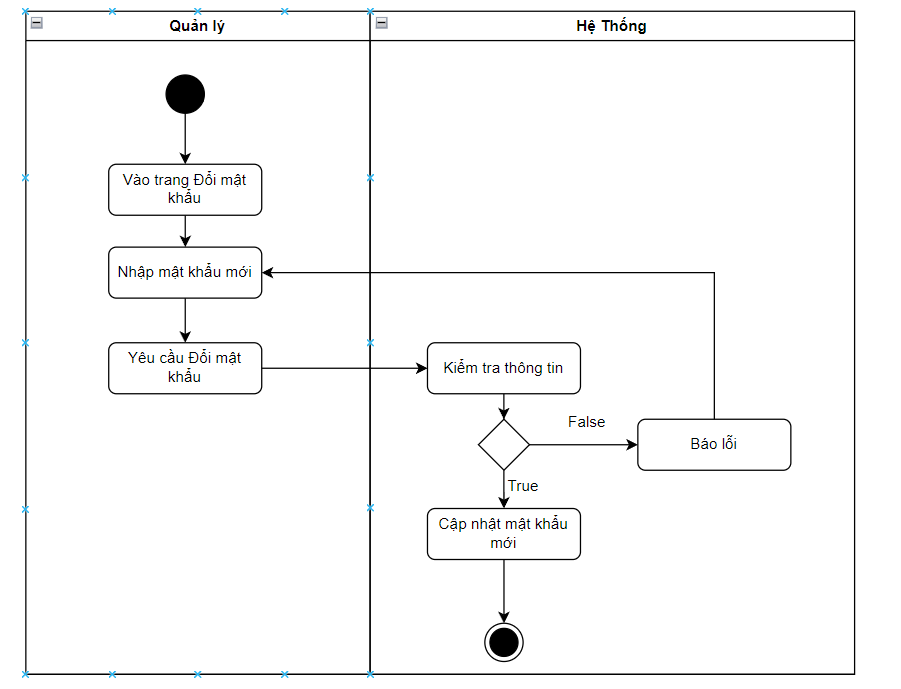 Quản lý
Hệ Thống
Vào trang Đổi mật
khẩu
Nhập mật khẩu mới
Yêu cầu Đổi mật
khẩu
Kiểm tra thông tin
False
Báo lỗi
True
Cập nhật mật khẩu
mới